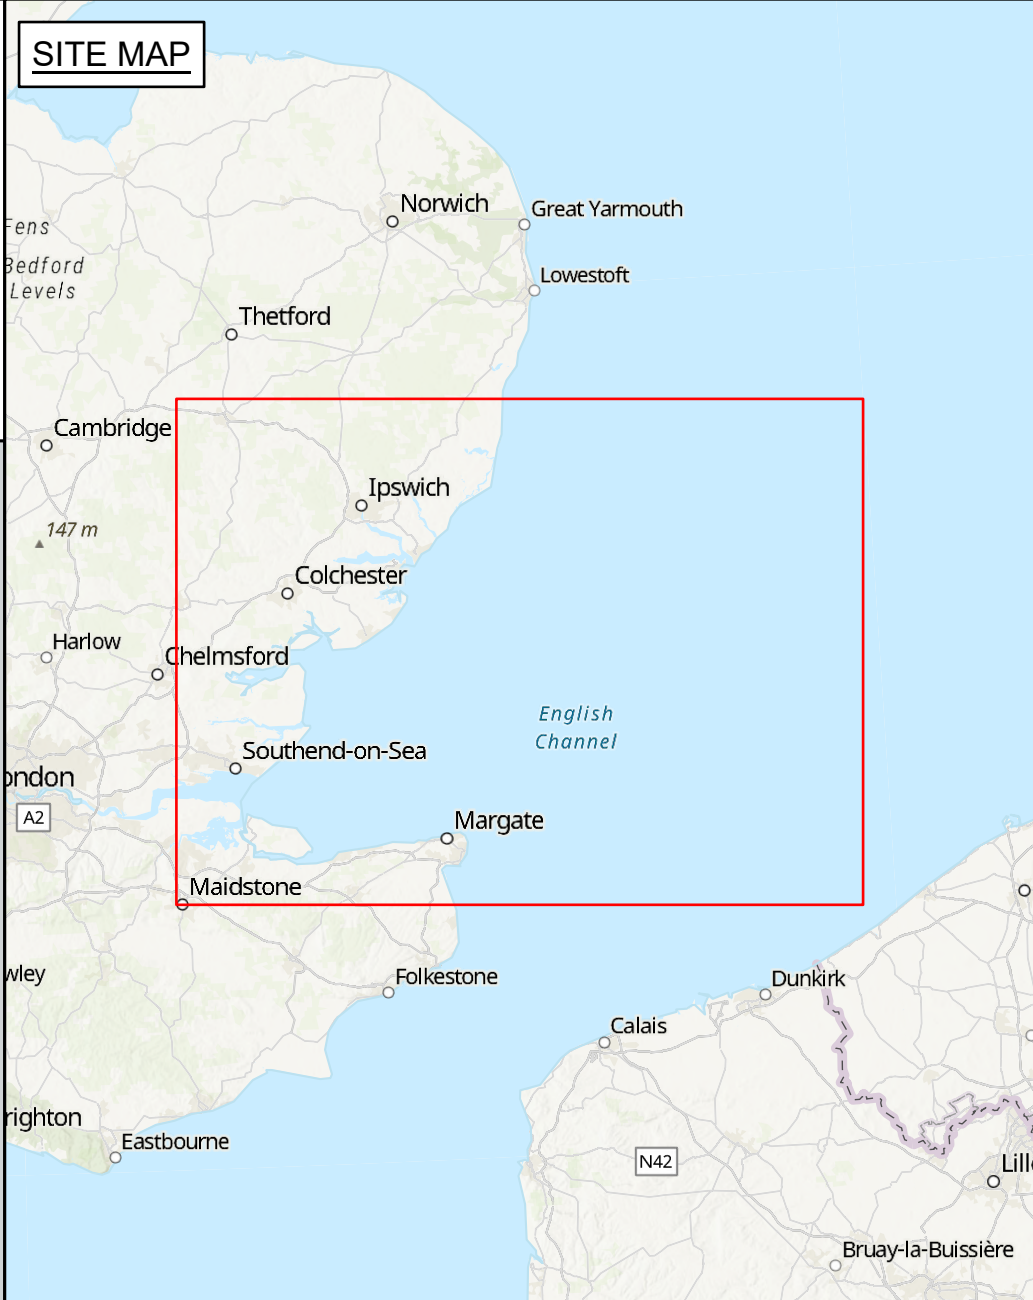 SITE MAP
Norwich
Great Yarmouth
Fens
Bedford
Levels
Lowestoft
Thetford
Cambridge
Ipswich
147 m
Colchester
Harlow
Chelmsford
English
Channel
Southend-on-Sea
ondon
A2
Margate
Maidstone
wley
Folkestone
Dunkirk
Calais
righton
Eastbourne
N42
Lill
Bruay-la-Buissière